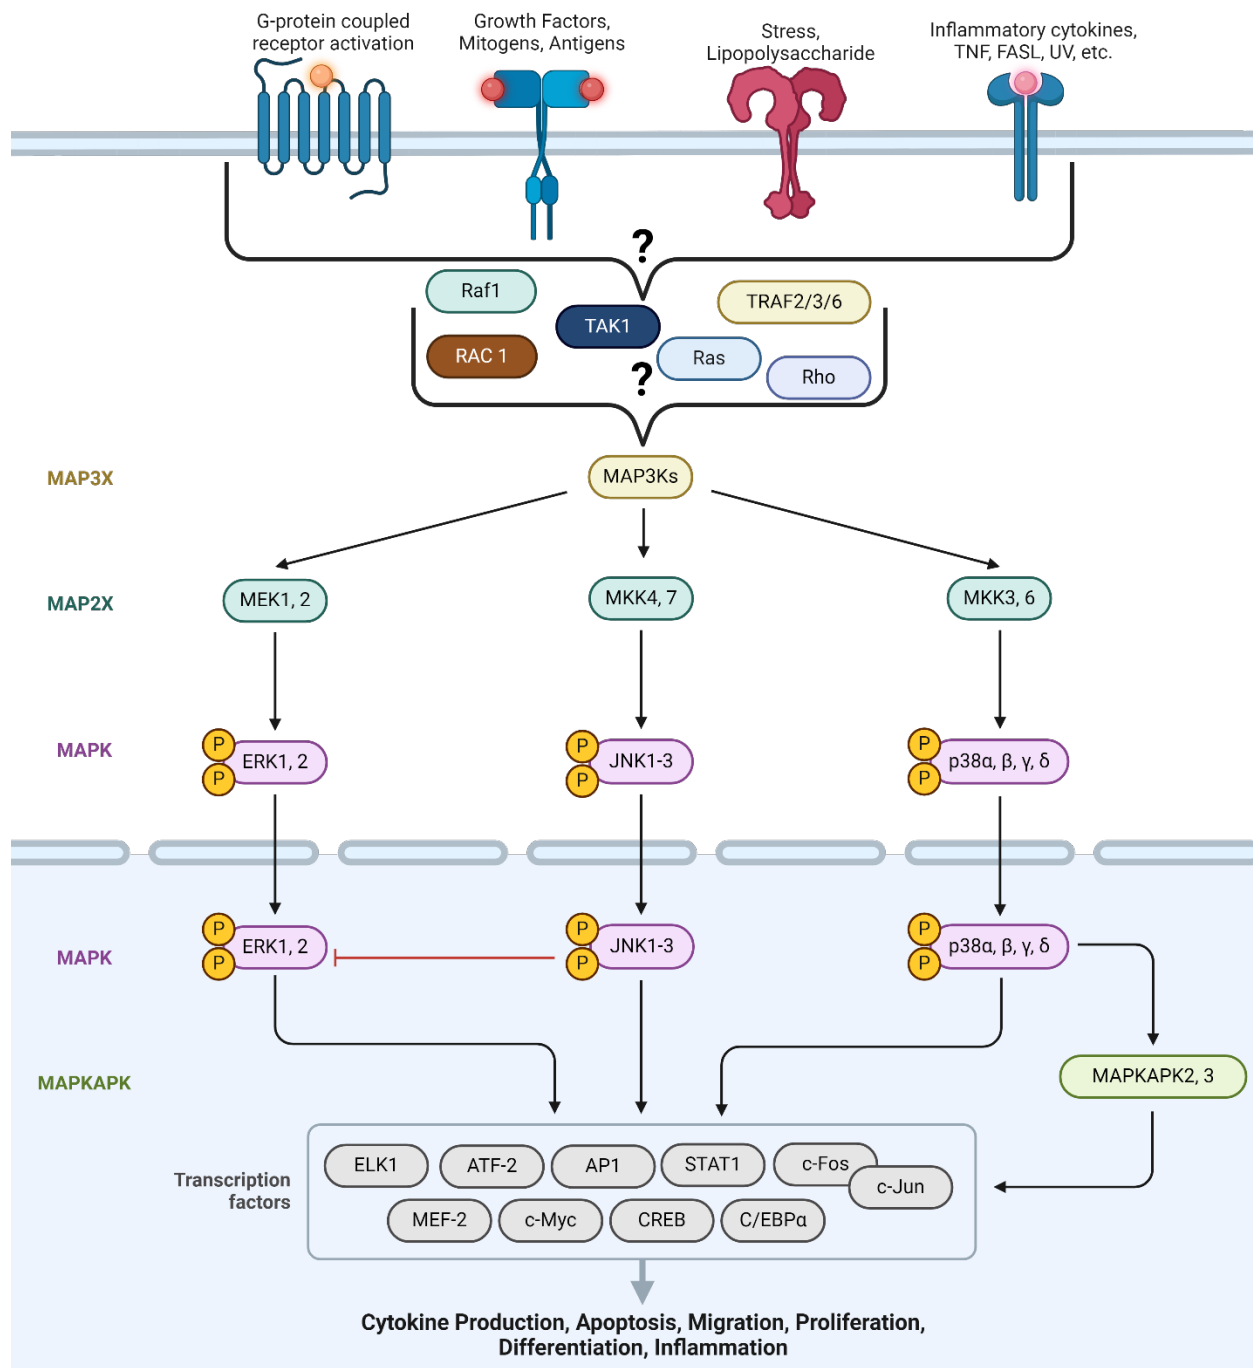 G-protein coupled
receptor activation
Growth Factors,
Mitogens, Antigens
Stress,
Lipopolysaccharide
Inflammatory cytokines,
TNF, FASL, UV, etc.
?
Raf1
TAK1
TRAF2/3/6
RAC 1
Ras
?
Rho
MAP3X
MAP3Ks
MAP2X
MEK1, 2
MKK4, 7
MKK3, 6
MAPK
P
P
ERK1, 2
P
P
JNK1-3
P
P
p38α, β, γ, δ
MAPK
P
P
ERK1, 2
P
P
JNK1-3
P
P
p38α, β, γ, δ
MAPKAPK
MAPKAPK2, 3
Transcription
factors
ELK1
ATF-2
AP1
STAT1
c-Fos
c-Jun
MEF-2
c-Myc
CREB
C/EBPα
Cytokine Production, Apoptosis, Migration, Proliferation,
Differentiation, Inflammation